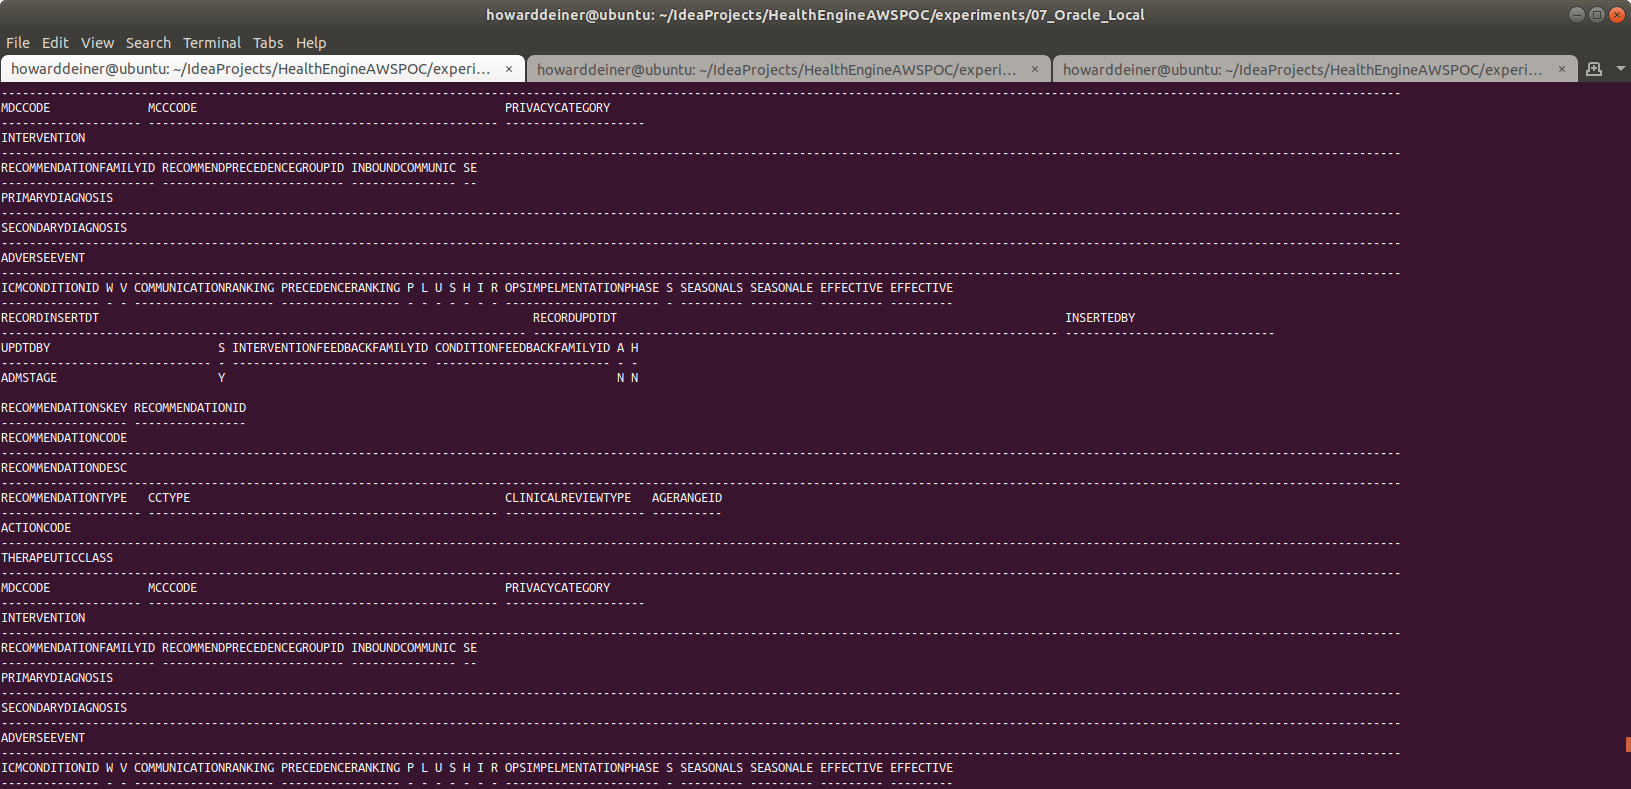 howarddeiner@ubuntu: ~/IdeaProjects/HealthEngineAWSPOC/experiments/07_Oracle_Local
File Edit View Search Terminal Tabs Help
howarddeiner@ubuntu: ~/IdeaProjects/HealthEngineAWSPOC/experi... × howarddeiner@ubuntu: ~/IdeaProjects/HealthEngineAWSPOC/experi... × howarddeiner@ubuntu: ~/IdeaProjects/HealthEngineAWSPOC/experi... ×
MDCCODE MCCCODE PRIVACYCATEGORY
INTERVENTION
RECOMMENDATIONFAMILYID RECOMMENDPRECEDENCEGROUPID INBOUNDCOMMUNIC SE
PRIMARYDIAGNOSIS
SECONDARYDIAGNOSIS
ADVERSEEVENT
ICMCONDITIONID W V COMMUNICATIONRANKING PRECEDENCERANKING P L U S H I R OPSIMPELMENTATIONPHASE S SEASONALS SEASONALE EFFECTIVE EFFECTIVE
RECORDINSERTDT RECORDUPDTDT INSERTEDBY
UPDTDBY S INTERVENTIONFEEDBACKFAMILYID CONDITIONFEEDBACKFAMILYID A H
ADMSTAGE Y N N
RECOMMENDATIONSKEY RECOMMENDATIONID
RECOMMENDATIONCODE
RECOMMENDATIONDESC
RECOMMENDATIONTYPE CCTYPE CLINICALREVIEWTYPE AGERANGEID
ACTIONCODE
THERAPEUTICCLASS
MDCCODE MCCCODE PRIVACYCATEGORY
INTERVENTION
RECOMMENDATIONFAMILYID RECOMMENDPRECEDENCEGROUPID INBOUNDCOMMUNIC SE
PRIMARYDIAGNOSIS
SECONDARYDIAGNOSIS
ADVERSEEVENT
ICMCONDITIONID W V COMMUNICATIONRANKING PRECEDENCERANKING P L U S H I R OPSIMPELMENTATIONPHASE S SEASONALS SEASONALE EFFECTIVE EFFECTIVE